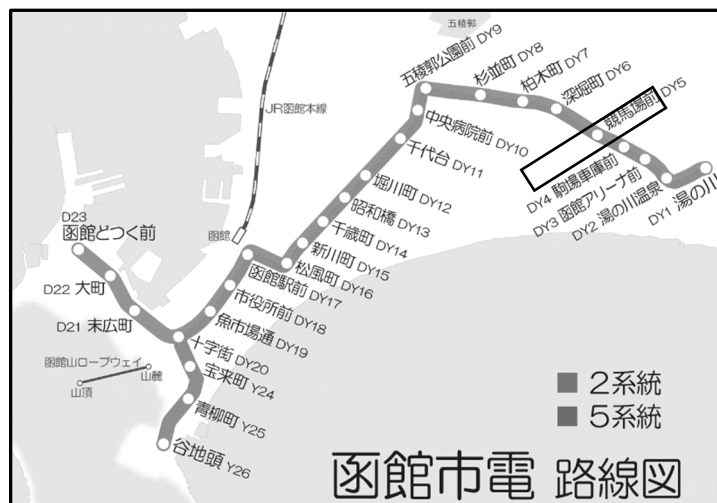 五稜郭
五稜郭公園前 DY9
杉並町 DY8
柏木町 DY7
深堀町 DY6
競馬場前 DY5
JR函館本線
中央病院前 DY10
千代台 DY11
DY4 駒場車庫前
DY3 函館アリーナ前
DY2 湯の川温泉
DY1 湯の川
堀川町 DY12
昭和橋 DY13
千歳町 DY14
新川町 DY15
松風町 DY16
函館
D23
函館どつく前
函館駅前 DY17
D22 大町
市役所前 DY18
D21 末広町
魚市場通 DY19
十字街 DY20
函館山ロープウェイ
山麓
山頂
宝来町 Y24
青柳町 Y25
谷地頭 Y26
2系統
5系統
函館市電 路線図